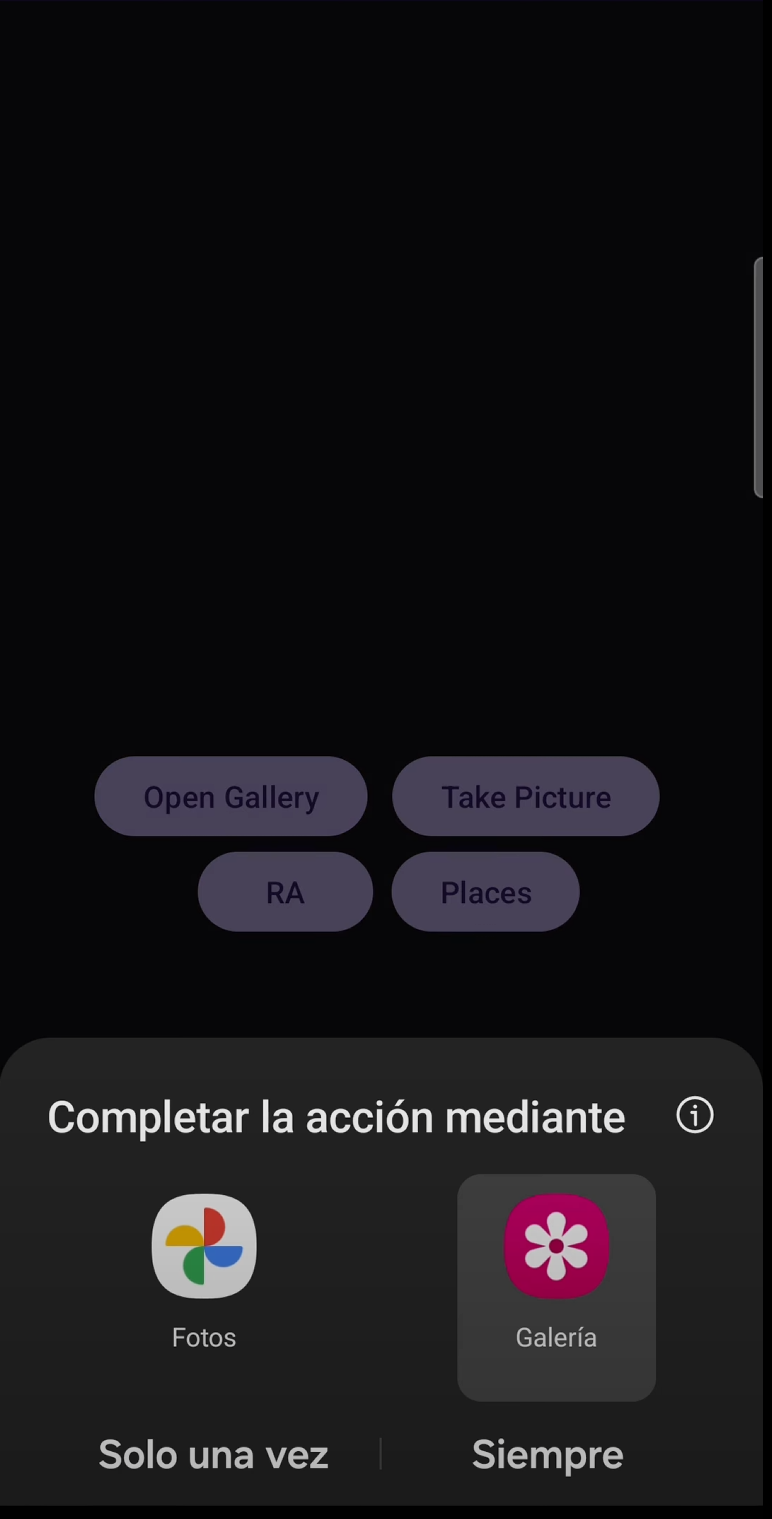 Open Gallery
Take Picture
RA
Places
Completar la acción mediante
Fotos
Galería
Solo una vez
Siempre